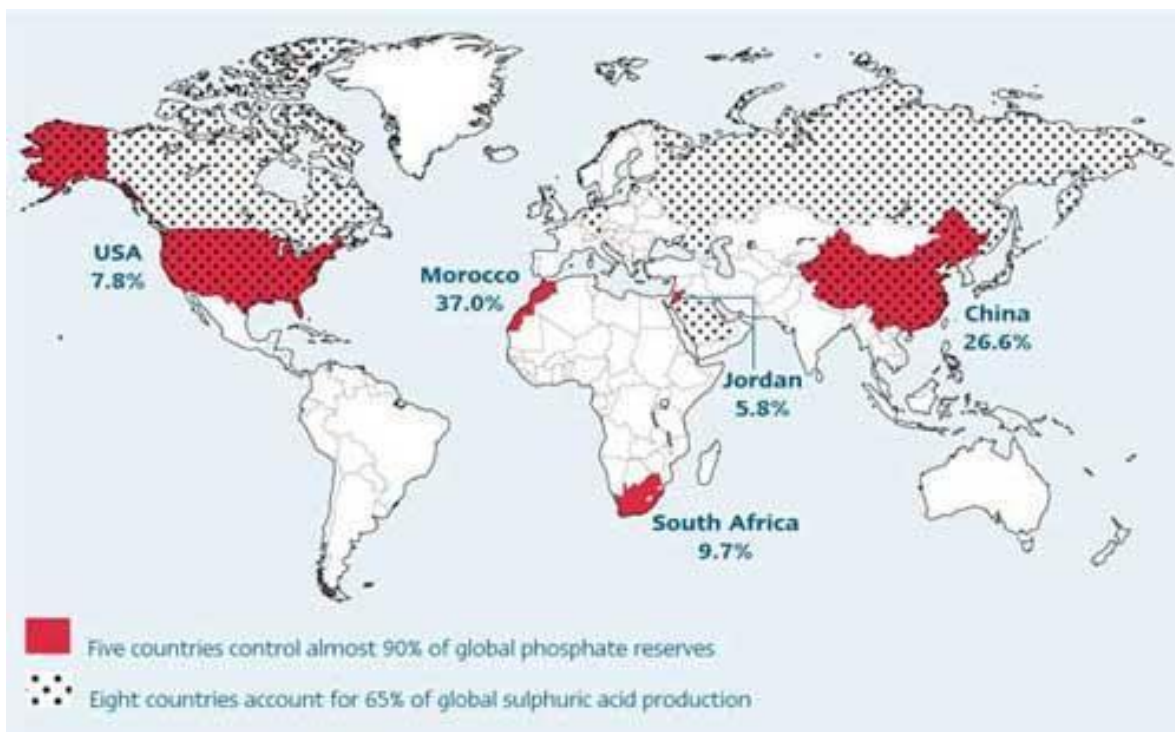 USA
7.8%
Morocco
37.0%
China
26.6%
Jordan
5.8%
South Africa
9.7%
Five countries control almost 90% of global phosphate reserves
Eight countries account for 65% of global sulphuric acid production